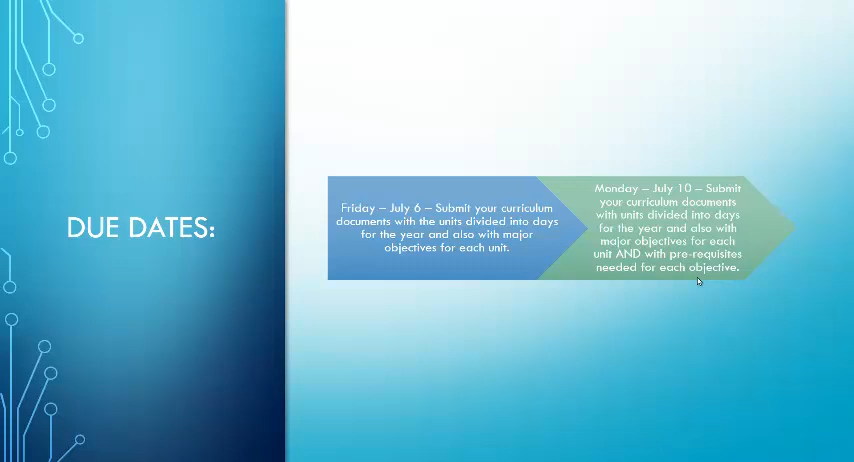 DUE DATES:
Friday – July 6 – Submit your curriculum
documents with the units divided into days
for the year and also with major
objectives for each unit.
Monday – July 10 – Submit
your curriculum documents
with units divided into days
for the year and also with
major objectives for each
unit AND with pre-requisites
needed for each objective.